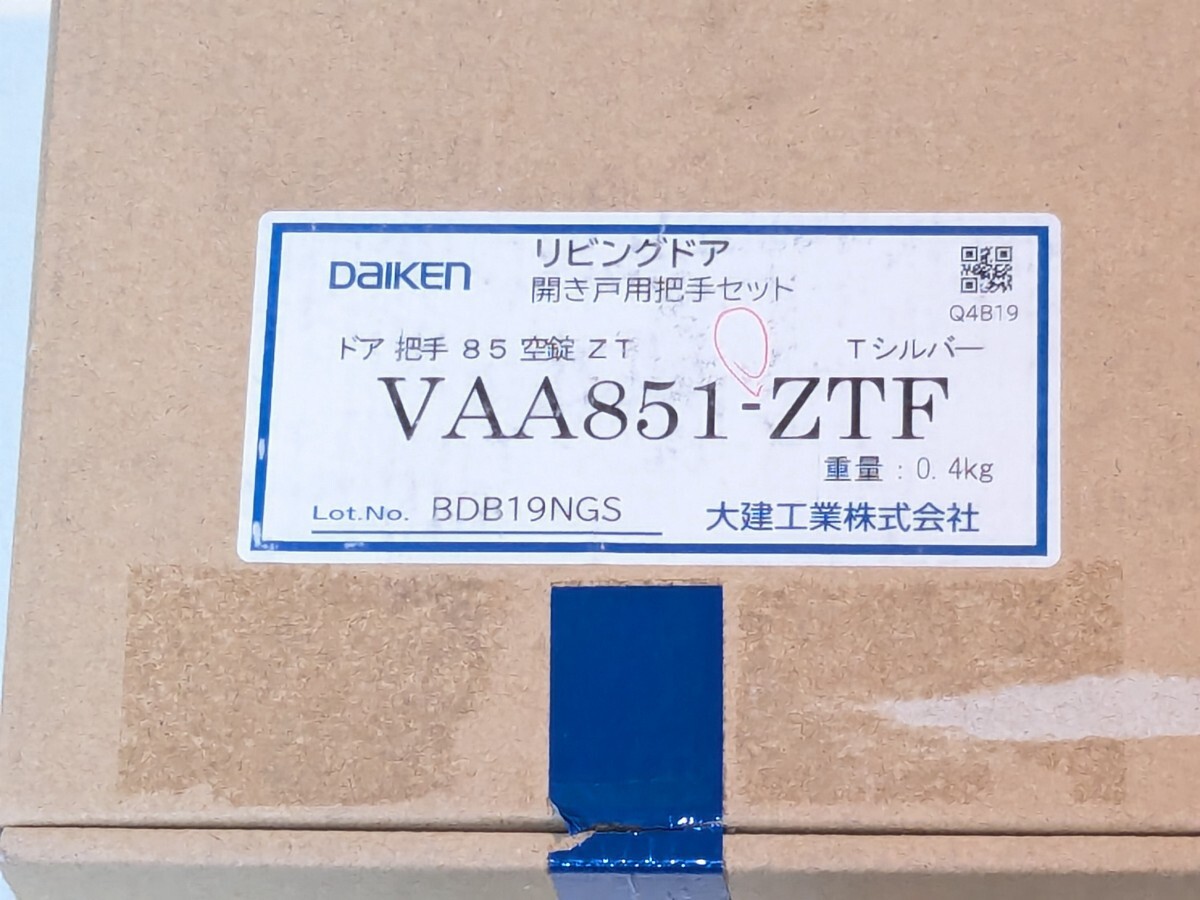 DAIKEN
リビングドア
開き戸用把手セット
Q4B19
ドア 把手 85 空錠 ZT
Tシルバー
VAA851-ZTF
重量：0.4kg
Lot.No. BDB19NGS
大建工業株式会社